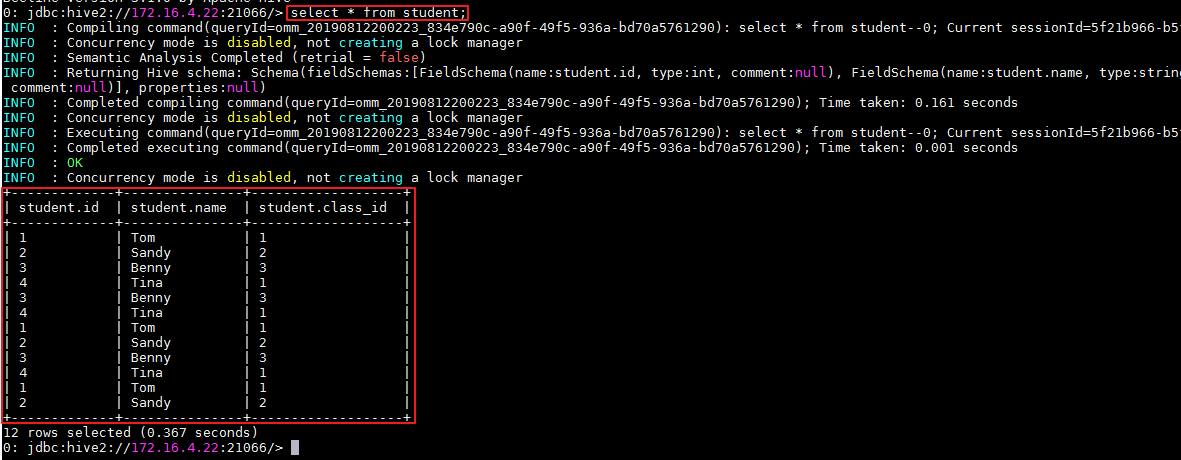 0: jdbc:hive2://172.16.4.22:21066/> select * from student;
INFO  : Compiling command(queryId=omm_20190812200223_834e790c-a90f-49f5-936a-bd70a5761290): select * from student--0; Current sessionId=5f21b966-b5
INFO  : Concurrency mode is disabled, not creating a lock manager
INFO  : Semantic Analysis Completed (retrial = false)
INFO  : Returning Hive schema: Schema(fieldSchemas:[FieldSchema(name:student.id, type:int, comment:null), FieldSchema(name:student.name, type:string
 comment:null)], properties:null)
INFO  : Completed compiling command(queryId=omm_20190812200223_834e790c-a90f-49f5-936a-bd70a5761290); Time taken: 0.161 seconds
INFO  : Concurrency mode is disabled, not creating a lock manager
INFO  : Executing command(queryId=omm_20190812200223_834e790c-a90f-49f5-936a-bd70a5761290): select * from student--0; Current sessionId=5f21b966-b5
INFO  : Completed executing command(queryId=omm_20190812200223_834e790c-a90f-49f5-936a-bd70a5761290); Time taken: 0.001 seconds
INFO  : OK
INFO  : Concurrency mode is disabled, not creating a lock manager
+-------------+---------------+-------------------+
| student.id  | student.name  | student.class_id  |
+-------------+---------------+-------------------+
| 1           | Tom           | 1                 |
| 2           | Sandy         | 2                 |
| 3           | Benny         | 3                 |
| 4           | Tina          | 1                 |
| 3           | Benny         | 3                 |
| 4           | Tina          | 1                 |
| 1           | Tom           | 1                 |
| 2           | Sandy         | 2                 |
| 3           | Benny         | 3                 |
| 4           | Tina          | 1                 |
| 1           | Tom           | 1                 |
| 2           | Sandy         | 2                 |
+-------------+---------------+-------------------+
12 rows selected (0.367 seconds)
0: jdbc:hive2://172.16.4.22:21066/>